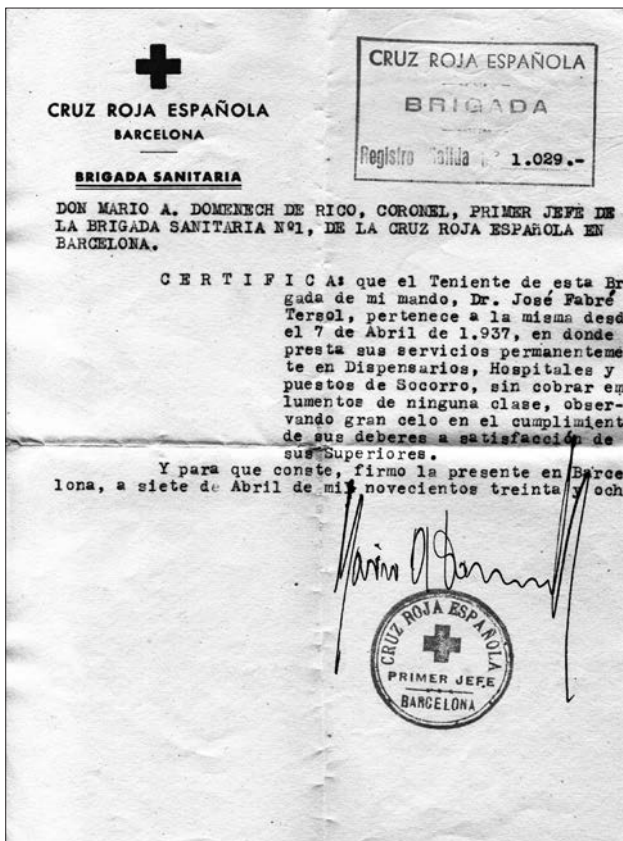 CRUZ ROJA ESPAÑOLA
BARCELONA
BRIGADA SANITARIA
CRUZ ROJA ESPAÑOLA
BRIGADA
Registro Salida n.º 1.029.-
DON MARIO A. DOMENECH DE RICO, CORONEL, PRIMER JEFE DE
LA BRIGADA SANITARIA Nº1, DE LA CRUZ ROJA ESPAÑOLA EN
BARCELONA.
C E R T I F I C A: que el Teniente de esta Br
gada de mi mando, Dr. José Fabré
Tersol, pertenece a la misma desd
el 7 de Abril de 1.937, en donde
presta sus servicios permanenteme
te en Dispensarios, Hospitales y
puestos de Socorro, sin cobrar em
lumentos de ninguna clase, obser-
vando gran celo en el cumplimient
de sus deberes a satisfacción de
sus Superiores.
Y para que conste, firmo la presente en Barce
lona, a siete de Abril de mil novecientos treinta y och
CRUZ ROJA ESPAÑOLA
PRIMER JEFE
BARCELONA